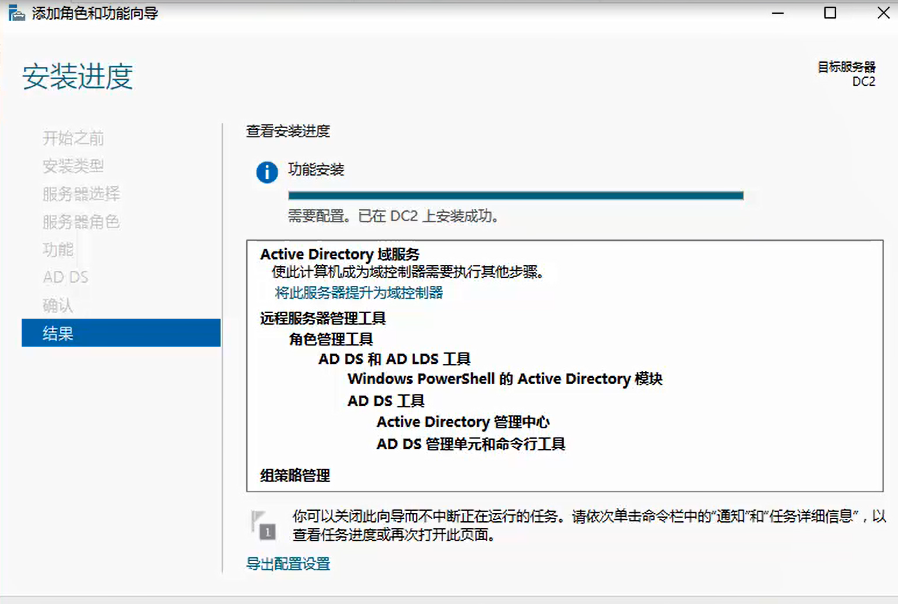 添加角色和功能向导
安装进度
目标服务器
DC2
开始之前
安装类型
服务器选择
服务器角色
功能
AD DS
确认
结果
查看安装进度
功能安装
需要配置。已在 DC2 上安装成功。
Active Directory 域服务
使此计算机成为域控制器需要执行其他步骤。
将此服务器提升为域控制器
远程服务器管理工具
角色管理工具
AD DS 和 AD LDS 工具
Windows PowerShell 的 Active Directory 模块
AD DS 工具
Active Directory 管理中心
AD DS 管理单元和命令行工具
组策略管理
1
你可以关闭此向导而不中断正在运行的任务。请依次单击命令栏中的"通知"和"任务详细信息"，以
查看任务进度或再次打开此页面。
导出配置设置